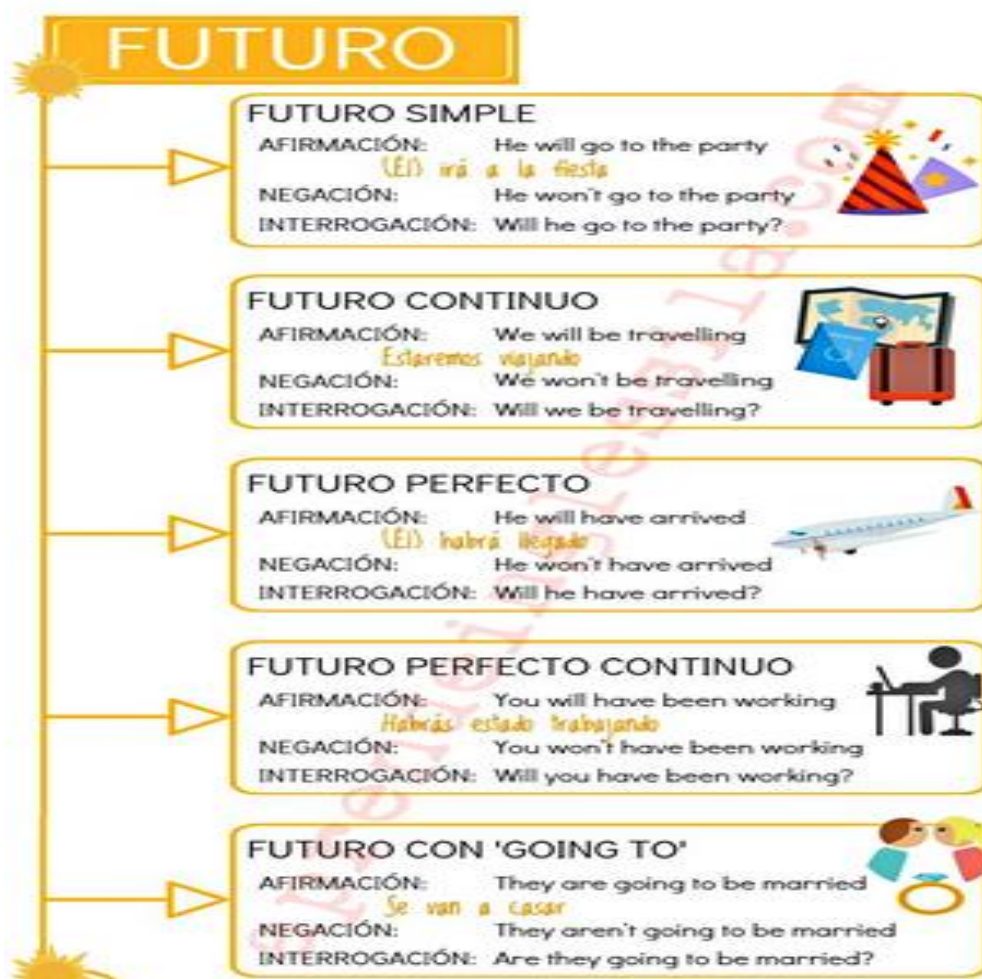 FUTURO
FUTURO SIMPLE
AFIRMACIÓN: He will go to the party
(Él) irá a la fiesta
NEGACIÓN: He won't go to the party
INTERROGACIÓN: Will he go to the party?
FUTURO CONTINUO
AFIRMACIÓN: We will be travelling
Estaremos viajando
NEGACIÓN: We won't be travelling
INTERROGACIÓN: Will we be travelling?
FUTURO PERFECTO
AFIRMACIÓN: He will have arrived
(Él) habrá llegado
NEGACIÓN: He won't have arrived
INTERROGACIÓN: Will he have arrived?
FUTURO PERFECTO CONTINUO
AFIRMACIÓN: You will have been working
Habrás estado trabajando
NEGACIÓN: You won't have been working
INTERROGACIÓN: Will you have been working?
FUTURO CON 'GOING TO'
AFIRMACIÓN: They are going to be married
Se van a casar
NEGACIÓN: They aren't going to be married
INTERROGACIÓN: Are they going to be married?